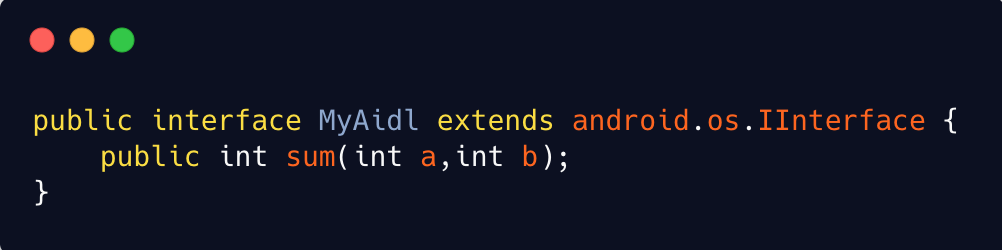 public interface MyAidl extends android.os.IInterface {
    public int sum(int a,int b);
}